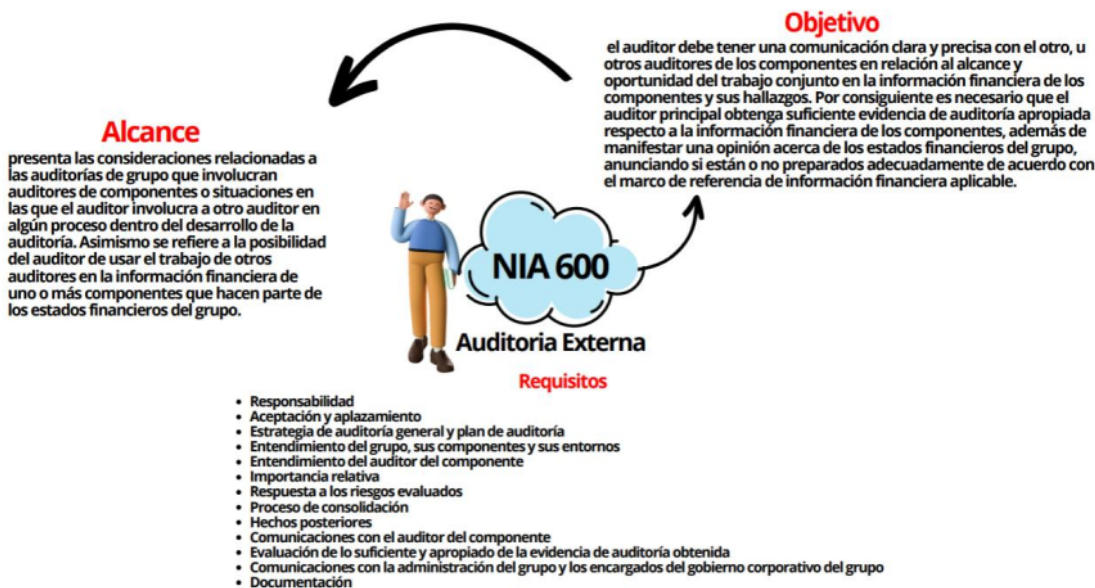 Objetivo
el auditor debe tener una comunicación clara y precisa con el otro, u
otros auditores de los componentes en relación al alcance y
oportunidad del trabajo conjunto en la información financiera de los
componentes y sus hallazgos. Por consiguiente es necesario que el
auditor principal obtenga suficiente evidencia de auditoría apropiada
respecto a la información financiera de los componentes, además de
manifestar una opinión acerca de los estados financieros del grupo,
anunciando si están o no preparados adecuadamente de acuerdo con
el marco de referencia de información financiera aplicable.
Alcance
presenta las consideraciones relacionadas a
las auditorías de grupo que involucran
auditores de componentes o situaciones en
las que el auditor involucra a otro auditor en
algún proceso dentro del desarrollo de la
auditoría. Asimismo se refiere a la posibilidad
del auditor de usar el trabajo de otros
auditores en la información financiera de
uno o más componentes que hacen parte de
los estados financieros del grupo.
NIA 600
Auditoria Externa
Requisitos
• Responsabilidad
• Aceptación y aplazamiento
• Estrategia de auditoría general y plan de auditoría
• Entendimiento del grupo, sus componentes y sus entornos
• Entendimiento del auditor del componente
• Importancia relativa
• Respuesta a los riesgos evaluados
• Proceso de consolidación
• Hechos posteriores
• Comunicaciones con el auditor del componente
• Evaluación de lo suficiente y apropiado de la evidencia de auditoría obtenida
• Comunicaciones con la administración del grupo y los encargados del gobierno corporativo del grupo
• Documentación